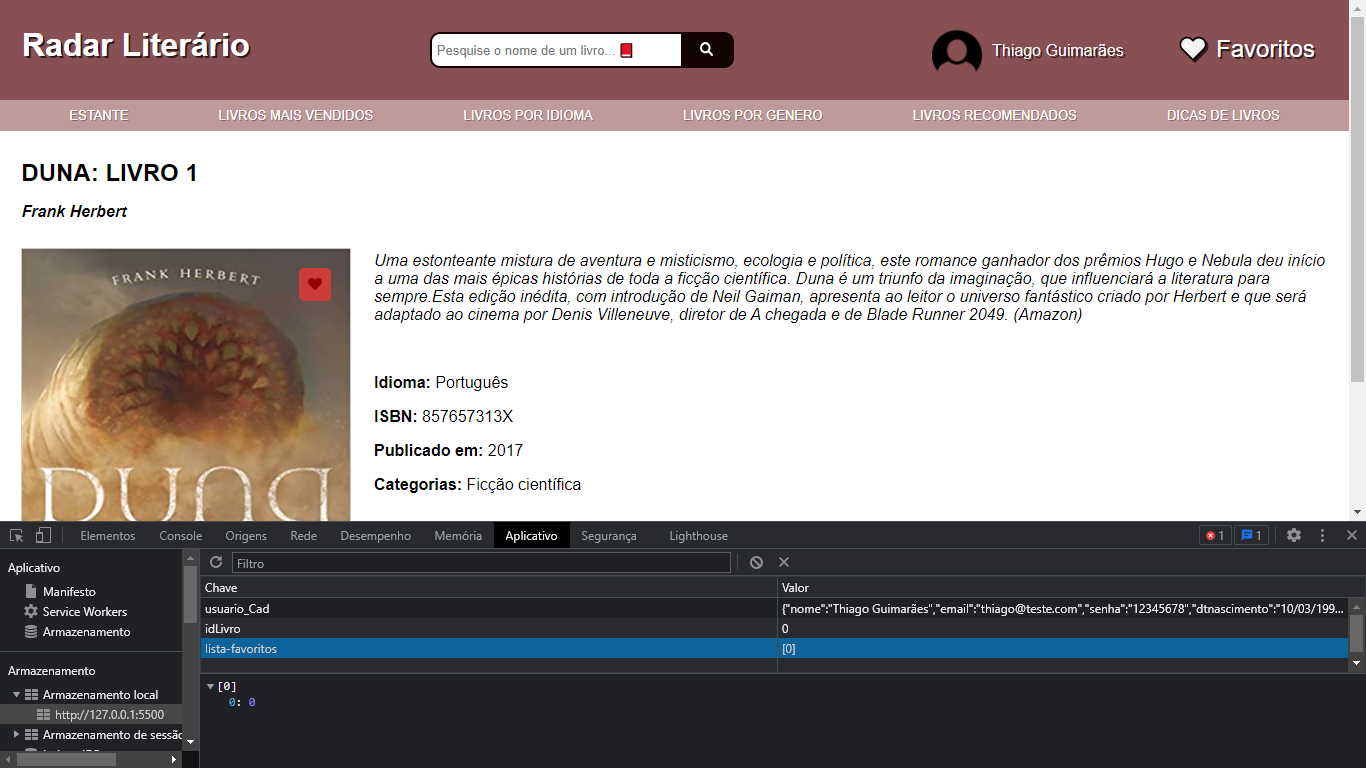 Radar Literário
Pesquise o nome de um livro... 📕
Thiago Guimarães
Favoritos
ESTANTE LIVROS MAIS VENDIDOS LIVROS POR IDIOMA LIVROS POR GENERO LIVROS RECOMENDADOS DICAS DE LIVROS
DUNA: LIVRO 1
Frank Herbert
FRANK HERBERT
DUNA
Uma estonteante mistura de aventura e misticismo, ecologia e política, este romance ganhador dos prêmios Hugo e Nebula deu início
a uma das mais épicas histórias de toda a ficção científica. Duna é um triunfo da imaginação, que influenciará a literatura para
sempre.Esta edição inédita, com introdução de Neil Gaiman, apresenta ao leitor o universo fantástico criado por Herbert e que será
adaptado ao cinema por Denis Villeneuve, diretor de A chegada e de Blade Runner 2049. (Amazon)
Idioma: Português
ISBN: 857657313X
Publicado em: 2017
Categorias: Ficção científica
Elementos Console Origens Rede Desempenho Memória Aplicativo Segurança Lighthouse 1 1
Aplicativo
Manifesto
Service Workers
Armazenamento
Armazenamento
Armazenamento local
http://127.0.0.1:5500
Armazenamento de sessão
Filtro
Chave Valor
usuario_Cad {"nome":"Thiago Guimarães","email":"thiago@teste.com","senha":"12345678","dtnascimento":"10/03/199...
idLivro 0
lista-favoritos [0]
[0]
0: 0